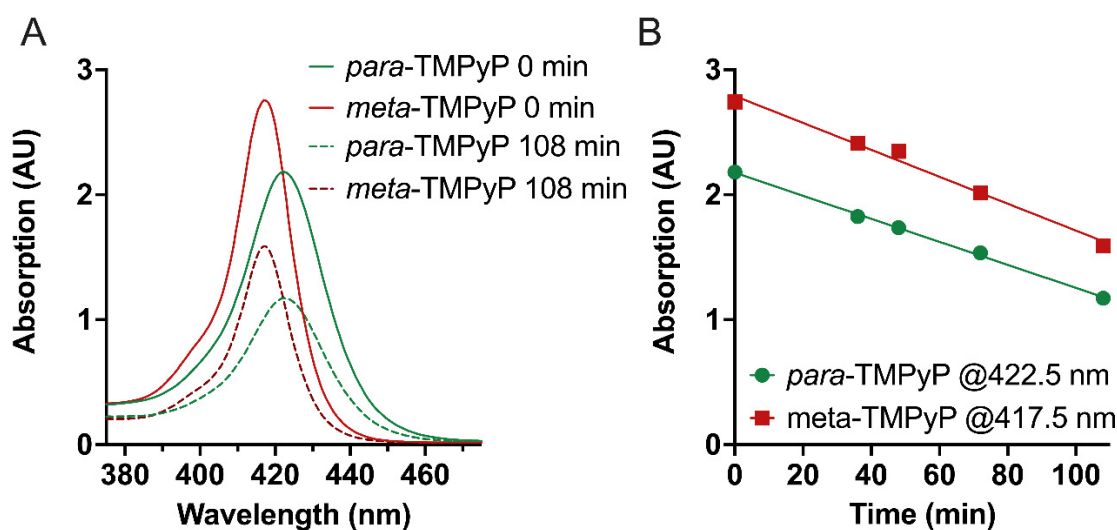 A
Absorption (AU)
3
2
1
0
380
400
420
440
460
Wavelength (nm)
para-TMPyP 0 min
meta-TMPyP 0 min
para-TMPyP 108 min
meta-TMPyP 108 min
B
Absorption (AU)
3
2
1
0
0
20
40
60
80
100
Time (min)
para-TMPyP @422.5 nm
meta-TMPyP @417.5 nm